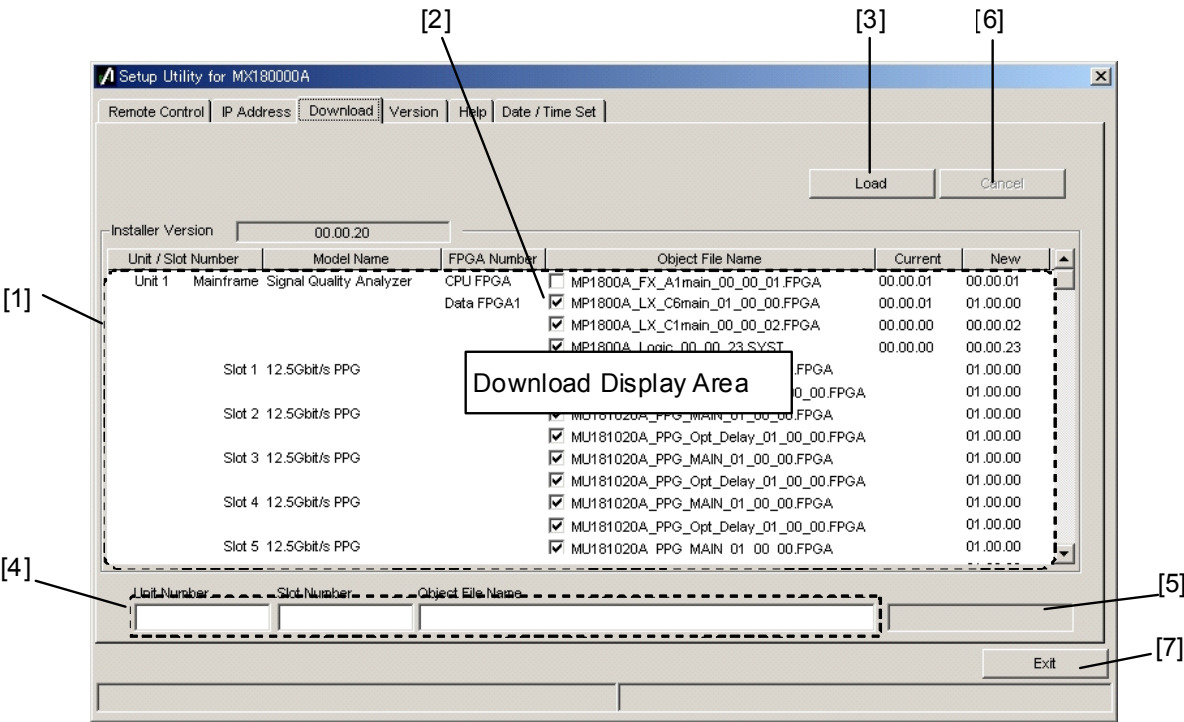 [2] [3] [6]
Setup Utility for MX180000A
Remote Control IP Address Download Version Help Date / Time Set
Load Cancel
Installer Version 00.00.20
Unit / Slot Number Model Name FPGA Number Object File Name Current New
[1]
Unit 1 Mainframe Signal Quality Analyzer CPU FPGA MP1800A_FX_A1main_00_00_01.FPGA 00.00.01 00.00.01
Data FPGA1 MP1800A_LX_C6main_01_00_00.FPGA 00.00.01 01.00.00
MP1800A_LX_C1main_00_00_02.FPGA 00.00.00 00.00.02
MP1800A_Logic_00_00_23.SYST 00.00.00 00.00.23
Slot 1 12.5Gbit/s PPG .FPGA 01.00.00
Download Display Area
0_00.FPGA 01.00.00
Slot 2 12.5Gbit/s PPG MU181020A_PPG_MAIN_01_00_00.FPGA 01.00.00
MU181020A_PPG_Opt_Delay_01_00_00.FPGA 01.00.00
Slot 3 12.5Gbit/s PPG MU181020A_PPG_MAIN_01_00_00.FPGA 01.00.00
MU181020A_PPG_Opt_Delay_01_00_00.FPGA 01.00.00
Slot 4 12.5Gbit/s PPG MU181020A_PPG_MAIN_01_00_00.FPGA 01.00.00
MU181020A_PPG_Opt_Delay_01_00_00.FPGA 01.00.00
Slot 5 12.5Gbit/s PPG MU181020A_PPG_MAIN_01_00_00.FPGA 01.00.00
[4]
Unit Number Slot Number Object File Name
[5]
[7]
Exit